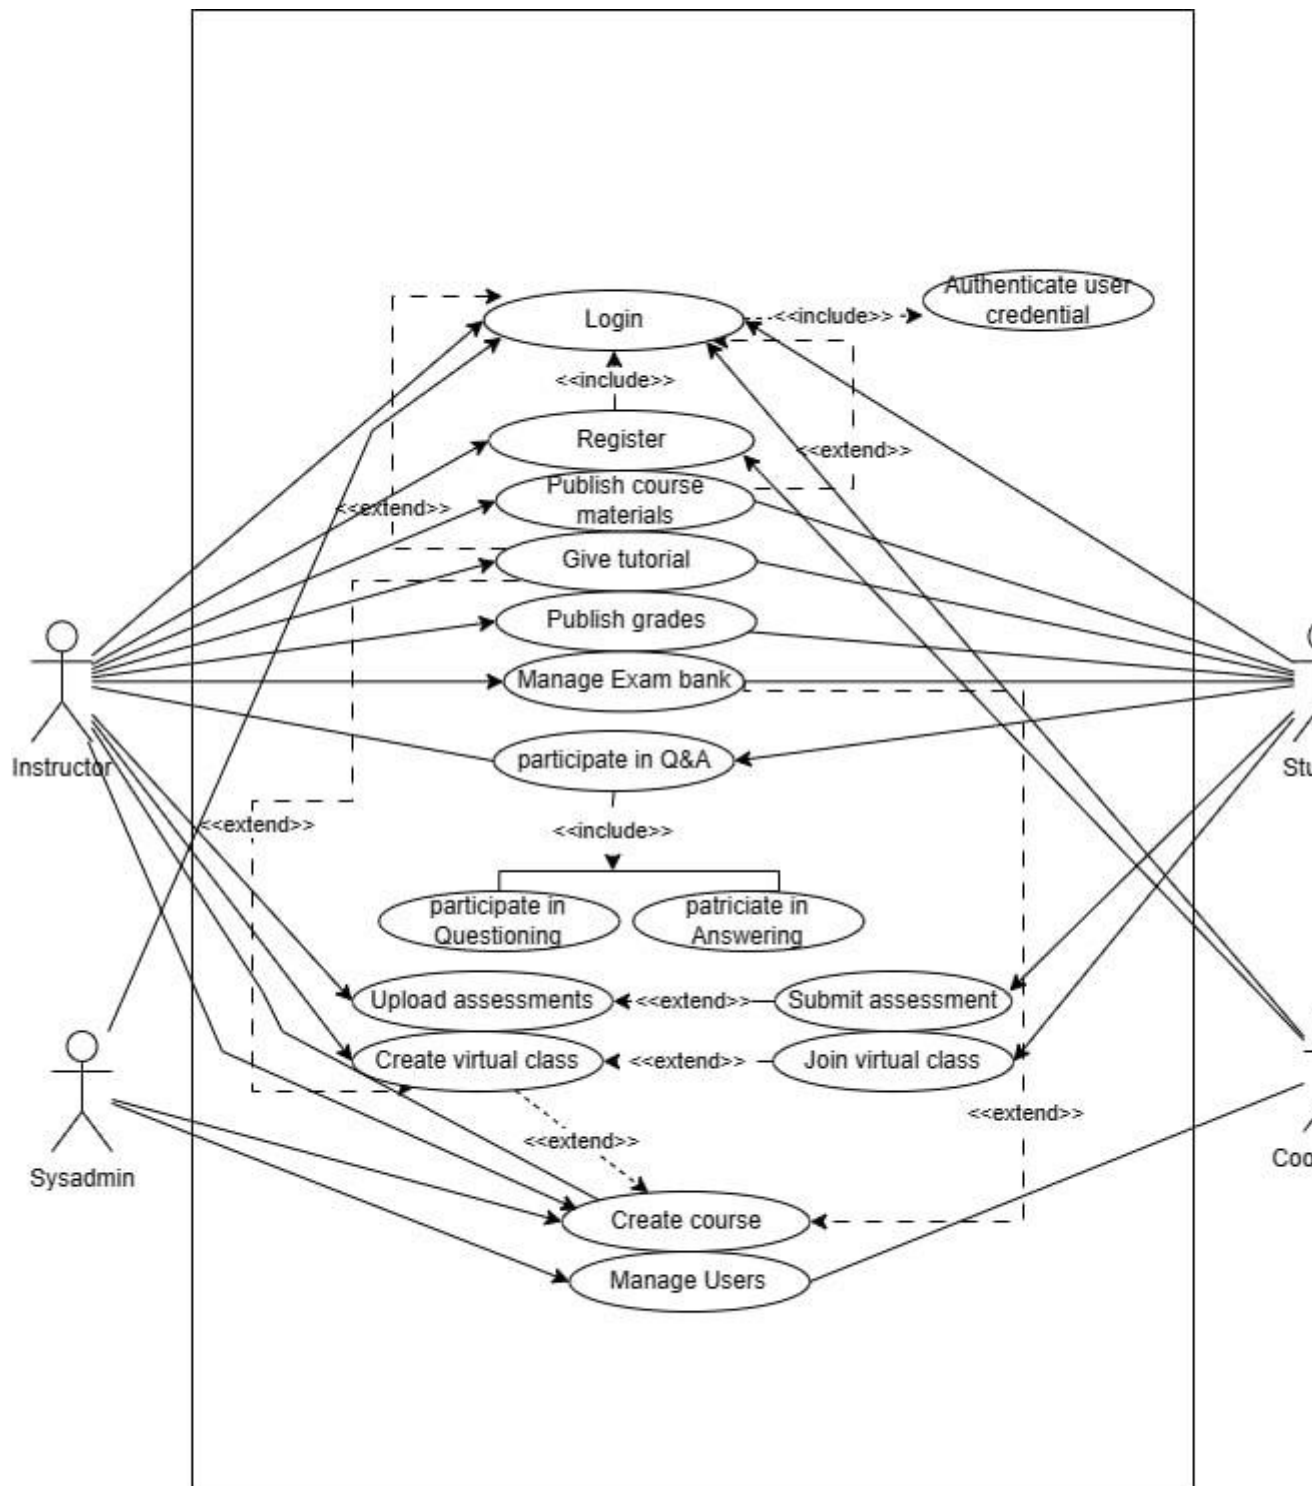 Authenticate user
credential
Login
<<include>>
<<include>>
Register
<<extend>>
Publish course
materials
<<extend>>
Give tutorial
Publish grades
Manage Exam bank
participate in Q&A
Instructor
Stu
<<extend>>
<<include>>
participate in
Questioning
patriciate in
Answering
Upload assessments
<<extend>>
Submit assessment
Create virtual class
<<extend>>
Join virtual class
<<extend>>
<<extend>>
Sysadmin
Coo
Create course
Manage Users